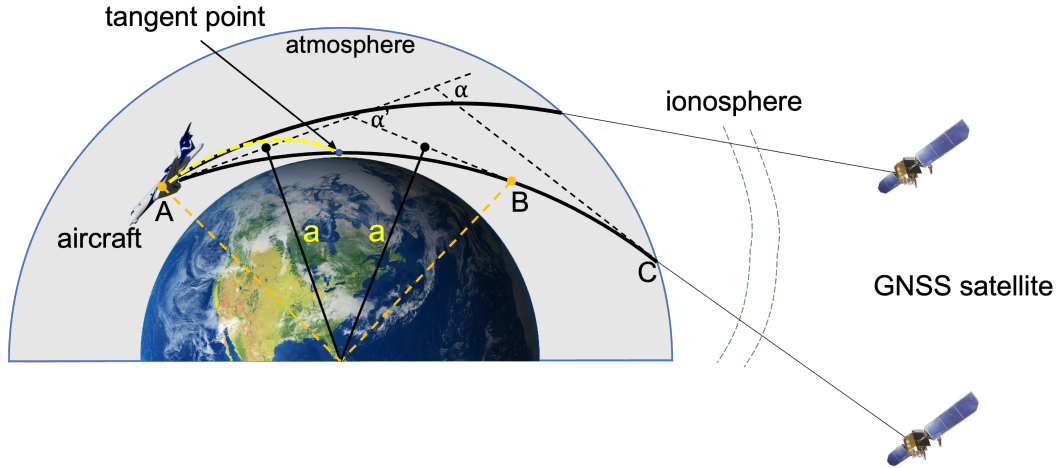 tangent point
atmosphere
α
ionosphere
α'
A
B
aircraft
a
a
C
GNSS satellite